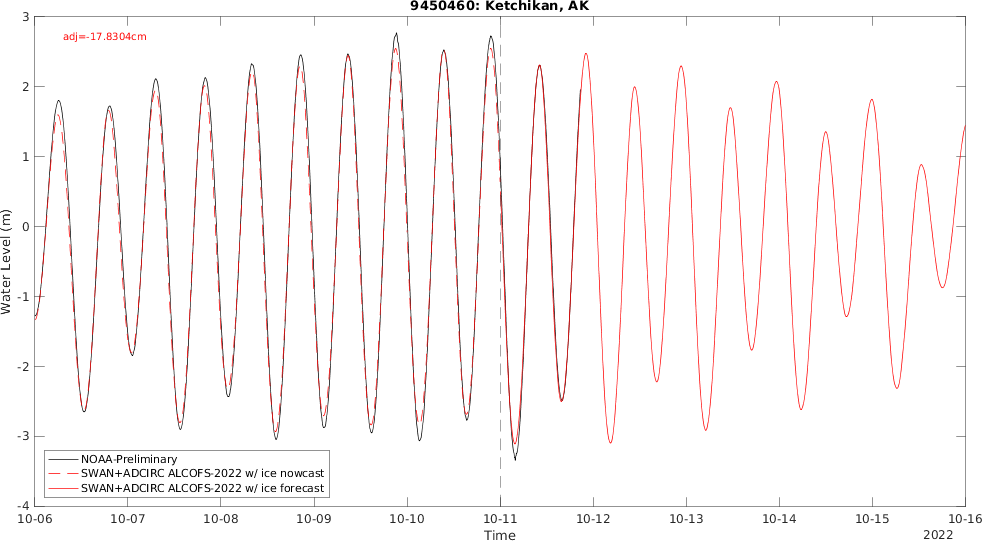 9450460: Ketchikan, AK
adj=-17.8304cm
3
2
1
0
-1
-2
-3
-4
Water Level (m)
NOAA-Preliminary
SWAN+ADCIRC ALCOFS-2022 w/ ice nowcast
SWAN+ADCIRC ALCOFS-2022 w/ ice forecast
10-06 10-07 10-08 10-09 10-10 10-11 10-12 10-13 10-14 10-15 10-16
Time
2022